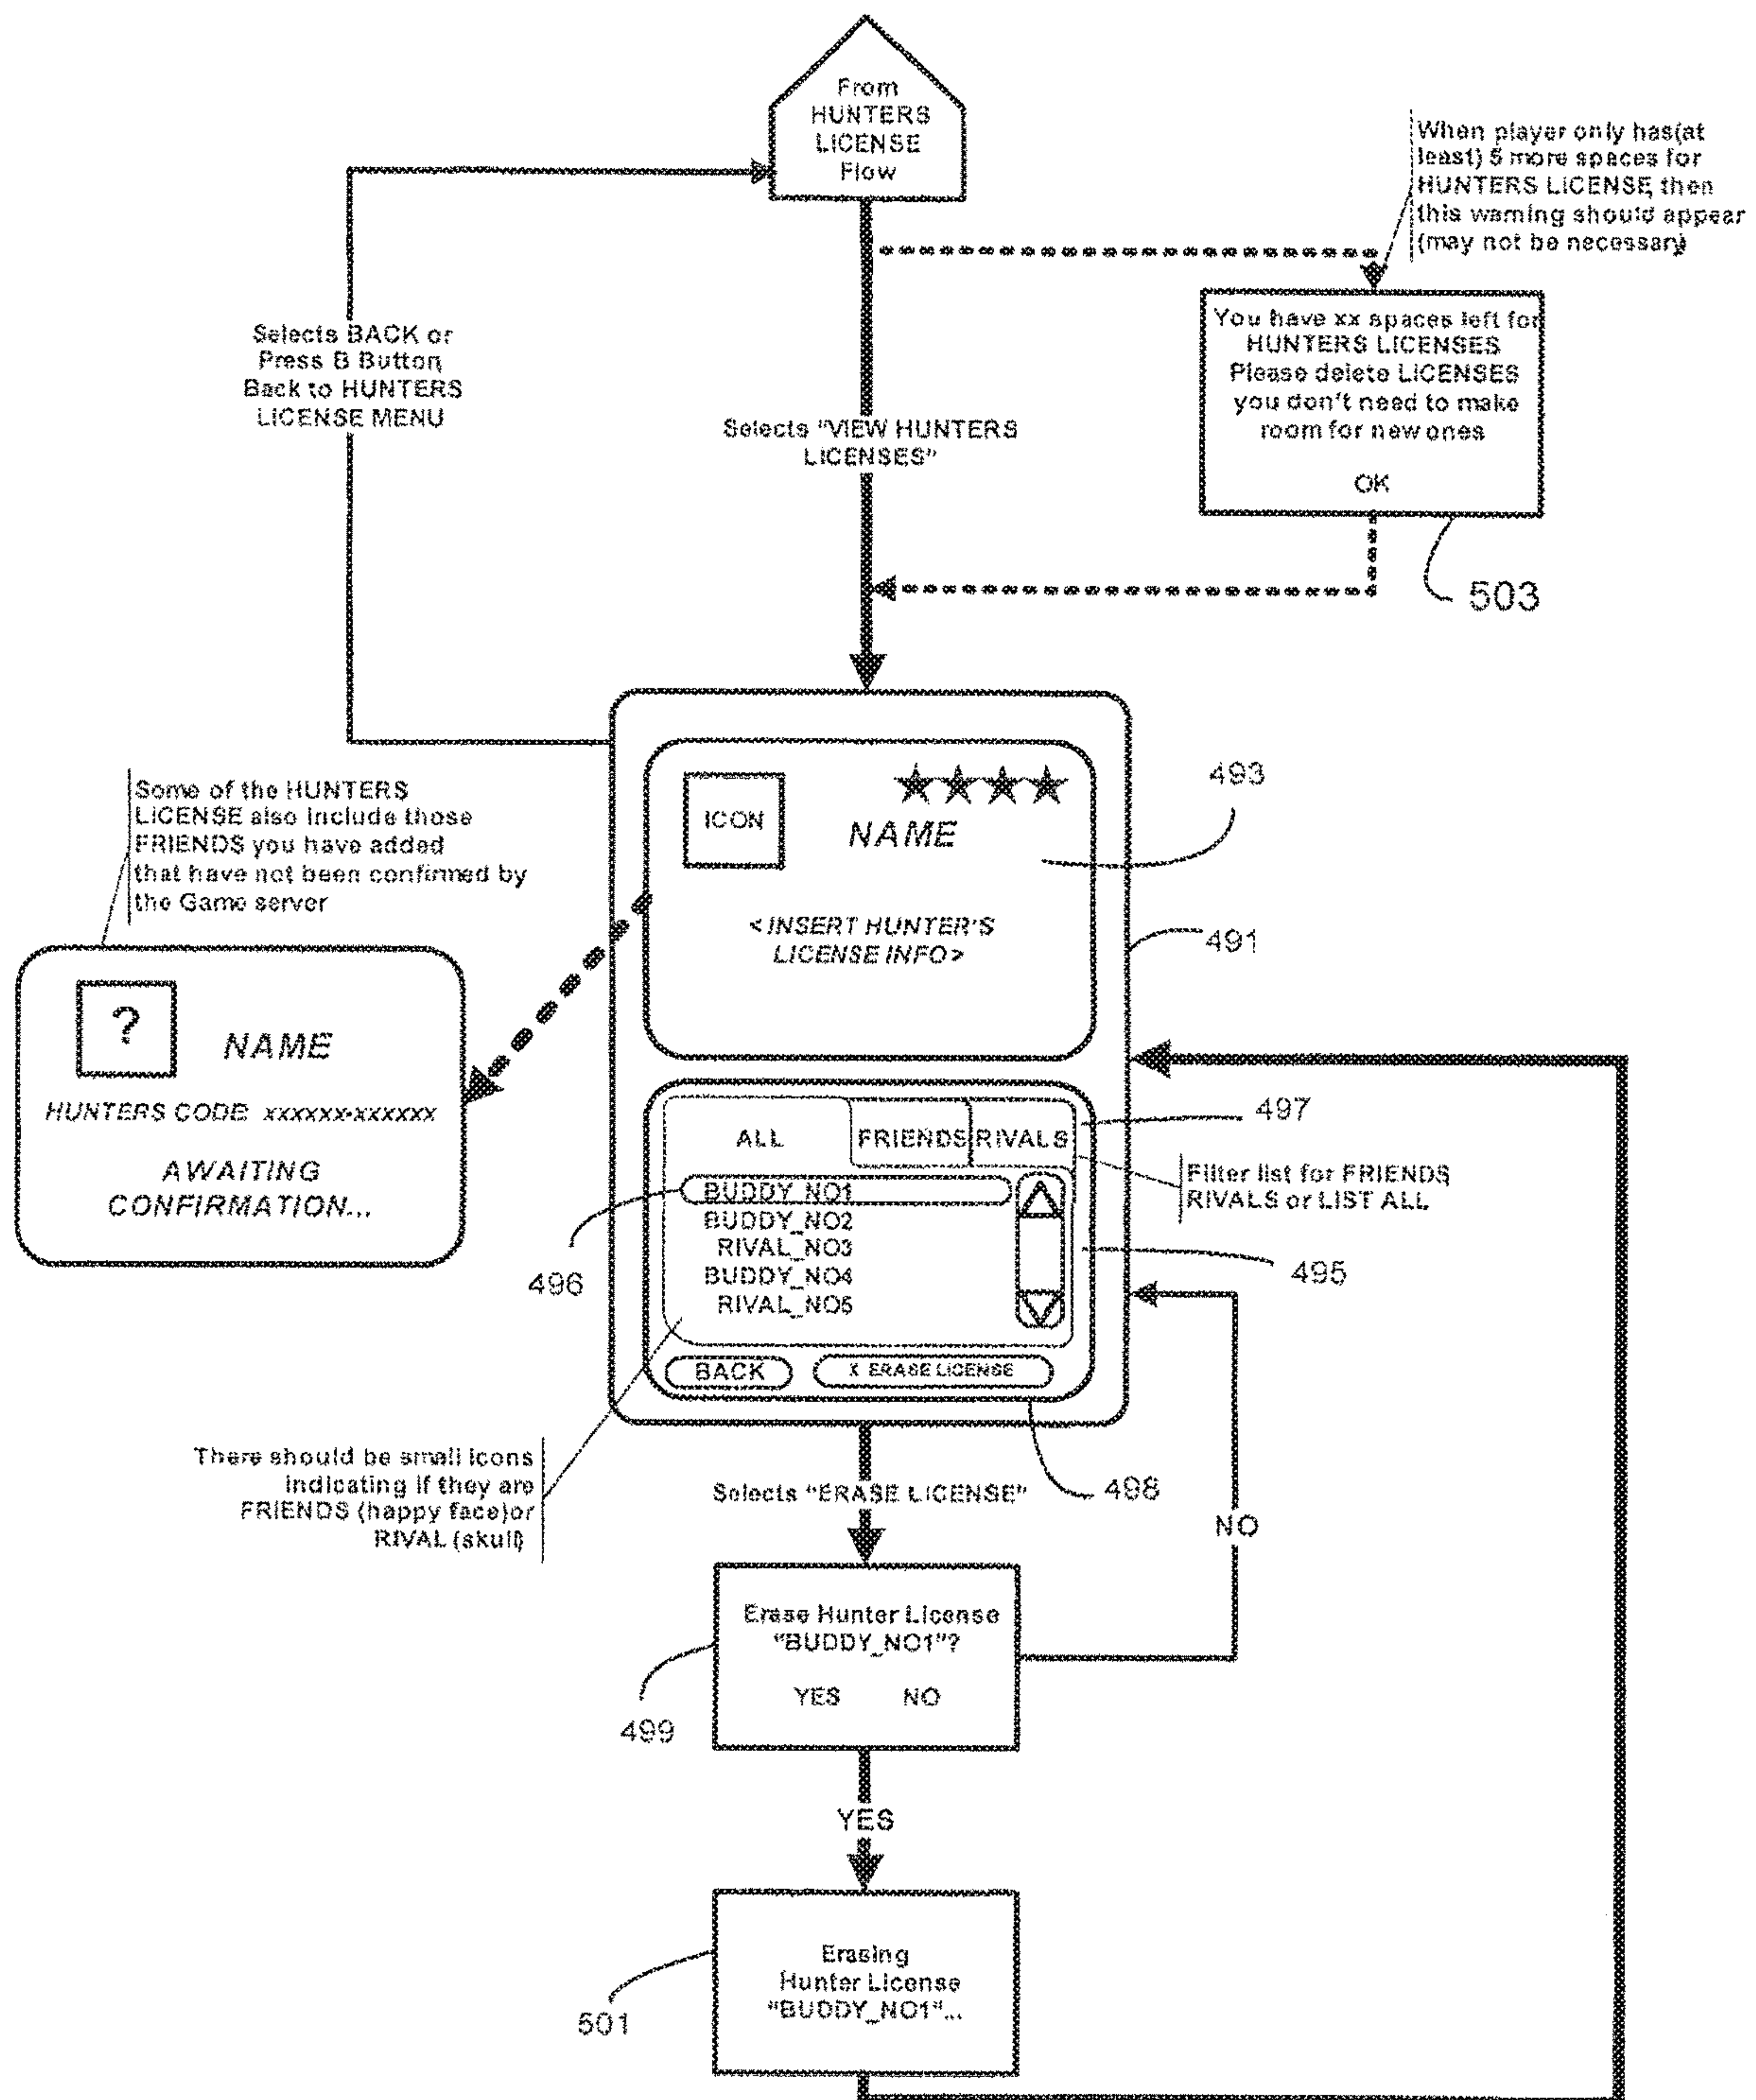 From
HUNTERS
LICENSE
Flow
When player only has(at
least) 5 more spaces for
HUNTERS LICENSE, then
this warning should appear
(may not be necessary)
You have xx spaces left for
HUNTERS LICENSES
Please delete LICENSES
you don't need to make
room for new ones
OK
503
Selects BACK or
Press B Button,
Back to HUNTERS
LICENSE MENU
Selects "VIEW HUNTERS
LICENSES"
ICON
NAME
<INSERT HUNTER'S
LICENSE INFO>
493
491
Some of the HUNTERS
LICENSE also include those
FRIENDS you have added
that have not been confirmed by
the Game server
?
NAME
HUNTERS CODE: xxxxxx-xxxxxx
AWAITING
CONFIRMATION...
ALL FRIENDS RIVALS
497
Filter list for FRIENDS,
RIVALS or LIST ALL
BUDDY_NO1
BUDDY_NO2
RIVAL_NO3
BUDDY_NO4
RIVAL_NO5
496
495
BACK X ERASE LICENSE
There should be small icons
indicating if they are
FRIENDS (happy face)or
RIVAL (skull)
Selects "ERASE LICENSE"
498
NO
Erase Hunter License
"BUDDY_NO1"?
YES NO
499
YES
Erasing
Hunter License
"BUDDY_NO1"...
501